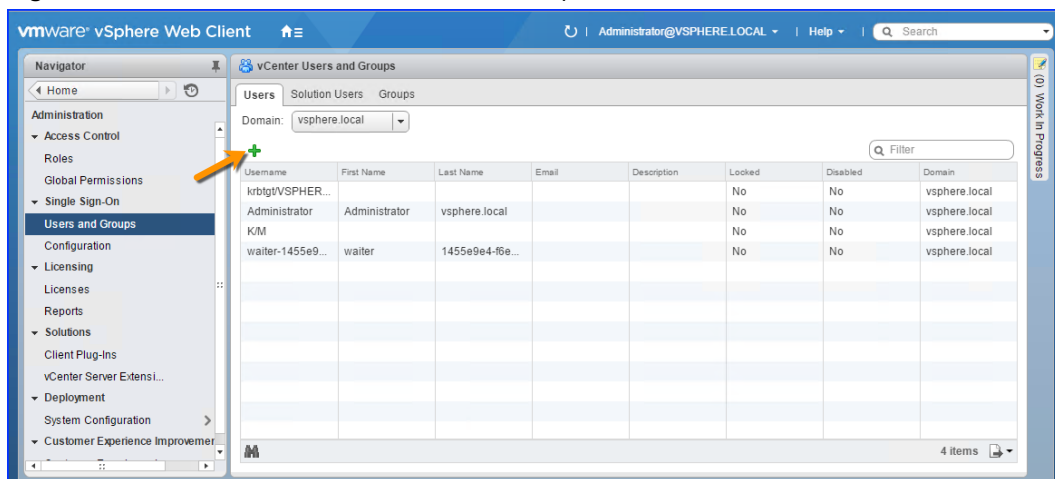 vmware® vSphere Web Client
Administrator@VSPHERE.LOCAL | Help | Search
Navigator
Home
Administration
Access Control
Roles
Global Permissions
Single Sign-On
Users and Groups
Configuration
Licensing
Licenses
Reports
Solutions
Client Plug-Ins
vCenter Server Extensi...
Deployment
System Configuration
Customer Experience Improvemer
vCenter Users and Groups
Users Solution Users Groups
Domain: vsphere.local
Filter
Username First Name Last Name Email Description Locked Disabled Domain
krbtgt/VSPHER... No No vsphere.local
Administrator Administrator vsphere.local No No vsphere.local
K/M No No vsphere.local
waiter-1455e9... waiter 1455e9e4-f6e... No No vsphere.local
4 items
(0) Work In Progress